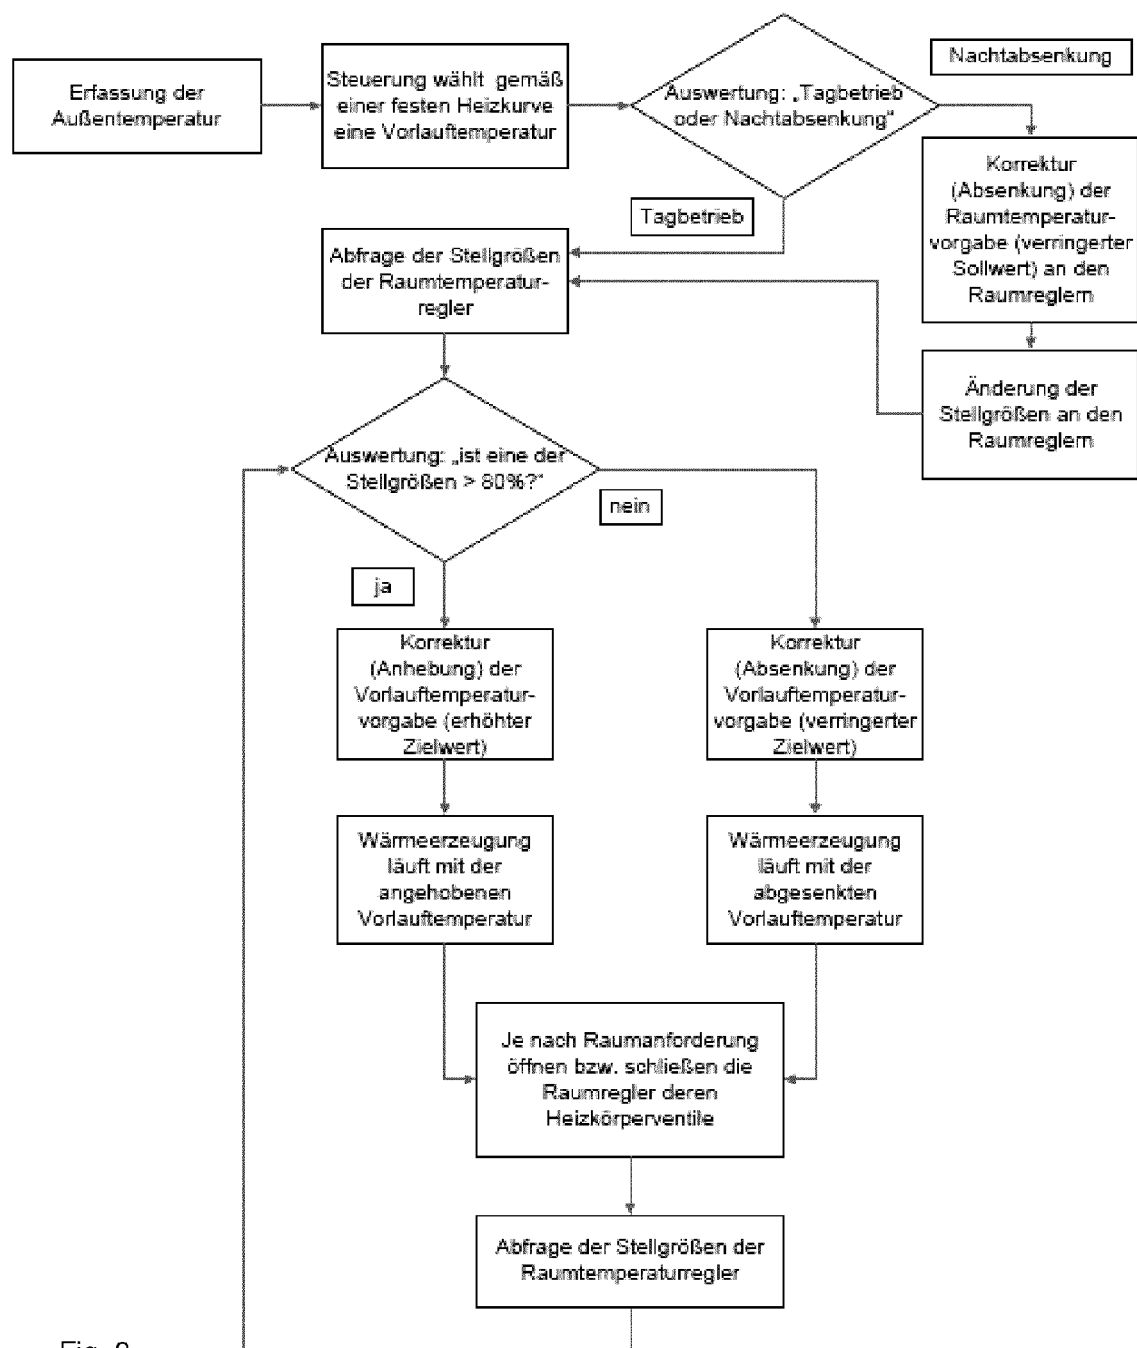 Erfassung der
Außentemperatur
Steuerung wählt gemäß
einer festen Heizkurve
eine Vorlauftemperatur
Auswertung: „Tagbetrieb
oder Nachtabsenkung“
Nachtabsenkung
Korrektur
(Absenkung) der
Raumtemperatur-
vorgabe (verringerter
Sollwert) an den
Raumreglern
Tagbetrieb
Abfrage der Stellgrößen
der Raumtemperatur-
regler
Änderung der
Stellgrößen an den
Raumreglern
Auswertung: „ist eine der
Stellgrößen > 80%?“
nein
ja
Korrektur
(Anhebung) der
Vorlauftemperatur-
vorgabe (erhöhter
Zielwert)
Korrektur
(Absenkung) der
Vorlauftemperatur-
vorgabe (verringerter
Zielwert)
Wärmeerzeugung
läuft mit der
angehobenen
Vorlauftemperatur
Wärmeerzeugung
läuft mit der
abgesenkten
Vorlauftemperatur
Je nach Raumanforderung
öffnen bzw. schließen die
Raumregler deren
Heizkörperventile
Abfrage der Stellgrößen der
Raumtemperaturregler
Fig.